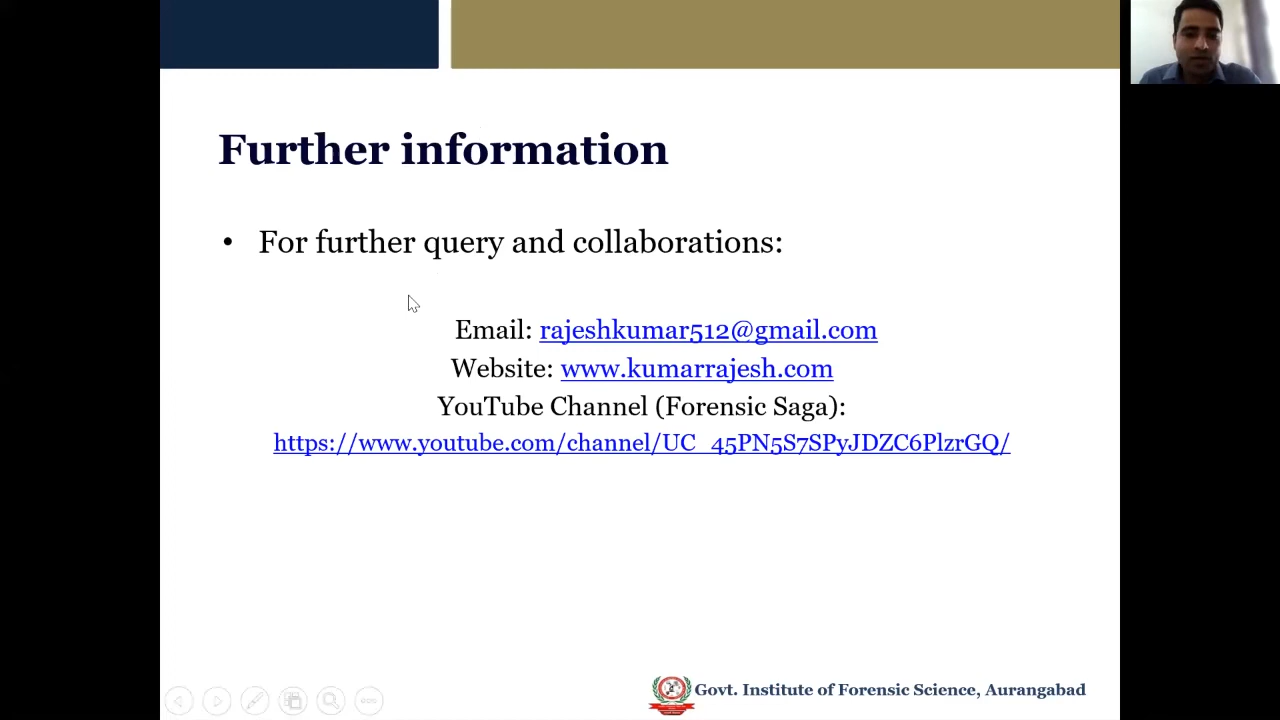 Further information
• For further query and collaborations:
Email: rajeshkumar512@gmail.com
Website: www.kumarrajesh.com
YouTube Channel (Forensic Saga):
https://www.youtube.com/channel/UC_45PN5S7SPyJDZC6PlzrGQ/
Govt. Institute of Forensic Science, Aurangabad